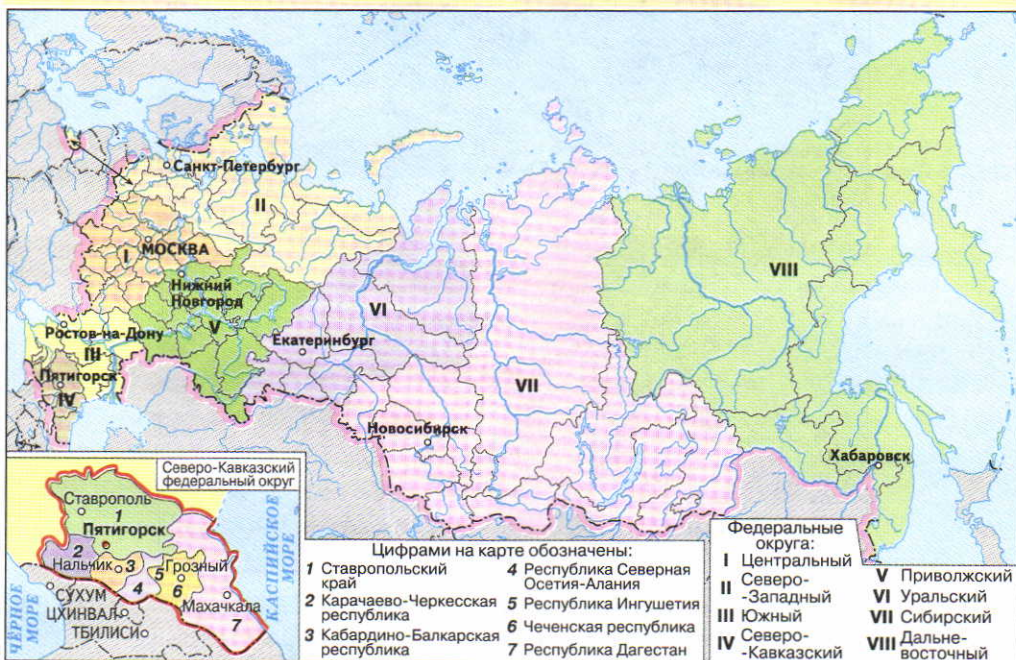 Санкт-Петербург
II
МОСКВА
I
Нижний
Новгород
VIII
V
VI
Ростов-на-Дону
III
Екатеринбург
Пятигорск
IV
VII
Новосибирск
Хабаровск
Северо-Кавказский
федеральный округ
Ставрополь
1
Пятигорск
2
Нальчик
3
4
5
Грозный
6
Махачкала
7
СУХУМ
ЦХИНВАЛ
ТБИЛИСИ
ЧЁРНОЕ
МОРЕ
КАСПИЙСКОЕ
МОРЕ
Цифрами на карте обозначены:
1 Ставропольский
край
2 Карачаево-Черкесская
республика
3 Кабардино-Балкарская
республика
4 Республика Северная
Осетия-Алания
5 Республика Ингушетия
6 Чеченская республика
7 Республика Дагестан
Федеральные
округа:
I Центральный
II Северо-
-Западный
III Южный
IV Северо-
-Кавказский
V Приволжский
VI Уральский
VII Сибирский
VIII Дальне-
восточный